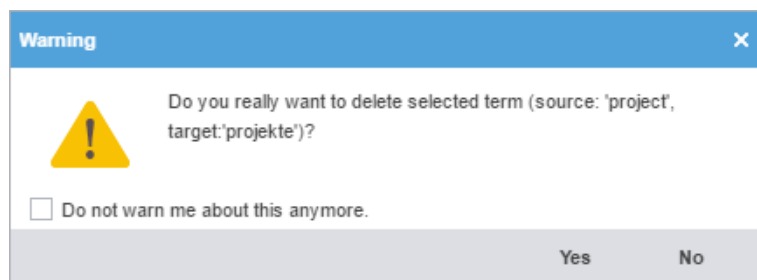 Warning
Do you really want to delete selected term (source: 'project',
target:'projekte')?
Do not warn me about this anymore.
Yes No